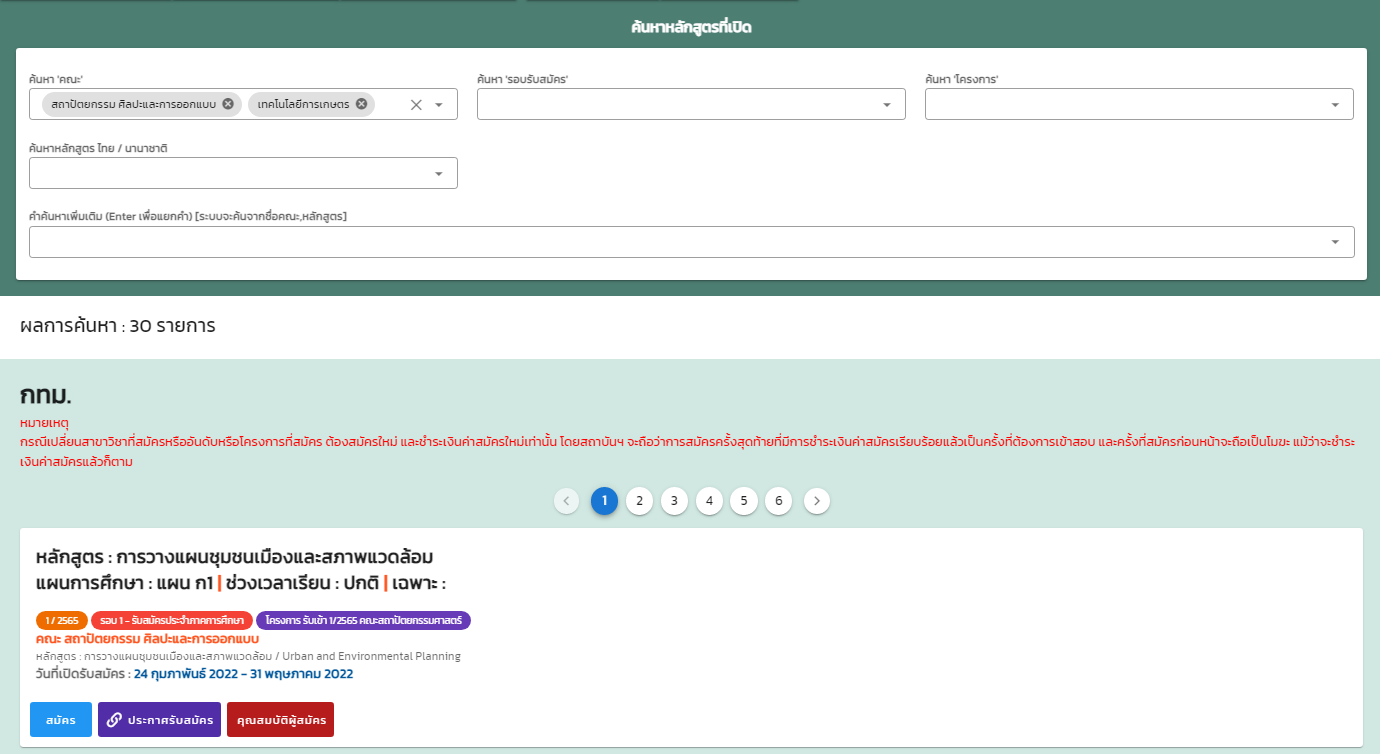 ค้นหาหลักสูตรที่เปิด
ค้นหา 'คณะ'
ค้นหา 'รอบรับสมัคร'
ค้นหา 'โครงการ'
สถาปัตยกรรม ศิลปะและการออกแบบ
เทคโนโลยีการเกษตร
ค้นหาหลักสูตร ไทย / นานาชาติ
คำค้นหาเพิ่มเติม (Enter เพื่อแยกคำ) [ระบบจะค้นจากชื่อคณะ,หลักสูตร]
ผลการค้นหา : 30 รายการ
กทม.
หมายเหตุ
กรณีเปลี่ยนสาขาวิชาที่สมัครหรืออันดับหรือโครงการที่สมัคร ต้องสมัครใหม่ และชำระเงินค่าสมัครใหม่เท่านั้น โดยสถาบันฯ จะถือว่าการสมัครครั้งสุดท้ายที่มีการชำระเงินค่าสมัครเรียบร้อยแล้วเป็นครั้งที่ต้องการเข้าสอบ และครั้งที่สมัครก่อนหน้าจะถือเป็นโมฆะ แม้ว่าจะชำระ
เงินค่าสมัครแล้วก็ตาม
1 2 3 4 5 6
หลักสูตร : การวางแผนชุมชนเมืองและสภาพแวดล้อม
แผนการศึกษา : แผน ก1 | ช่วงเวลาเรียน : ปกติ | เฉพาะ :
1 / 2565 รอบ 1 - รับสมัครประจำภาคการศึกษา โครงการ รับเข้า 1/2565 คณะสถาปัตยกรรมศาสตร์
คณะ สถาปัตยกรรม ศิลปะและการออกแบบ
หลักสูตร : การวางแผนชุมชนเมืองและสภาพแวดล้อม / Urban and Environmental Planning
วันที่เปิดรับสมัคร : 24 กุมภาพันธ์ 2022 - 31 พฤษภาคม 2022
สมัคร ประกาศรับสมัคร คุณสมบัติผู้สมัคร